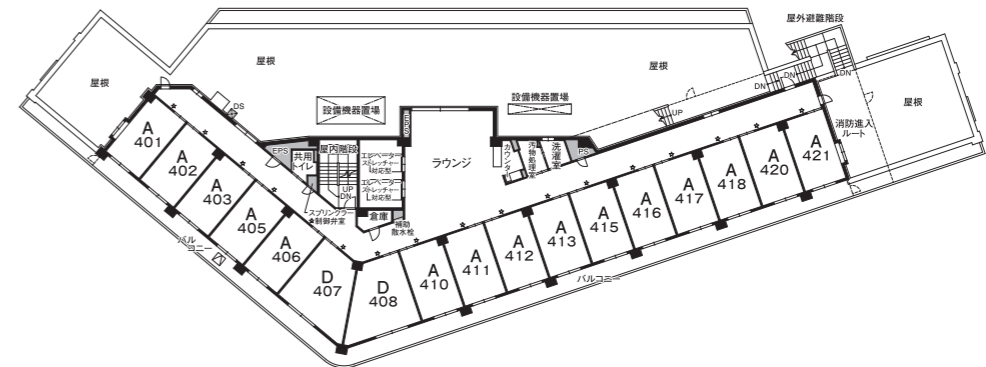 屋外避難階段
屋根
屋根
屋根
屋根
DN
DN
DN
UP
消防進入
ルート
設備機器置場
設備機器置場
DS
EPS
共用
トイレ
屋内階段
UP
DN
エレベーター
ストレッチャー
対応型
エレベーター
ストレッチャー
対応型
スプリンクラー
制御弁室
倉庫
補助
散水栓
ラウンジ
カウンター
汚物処理室
洗濯室
PS
A
401
A
402
A
403
A
405
A
406
D
407
D
408
A
410
A
411
A
412
A
413
A
415
A
416
A
417
A
418
A
420
A
421
バル
コニー
バルコニー